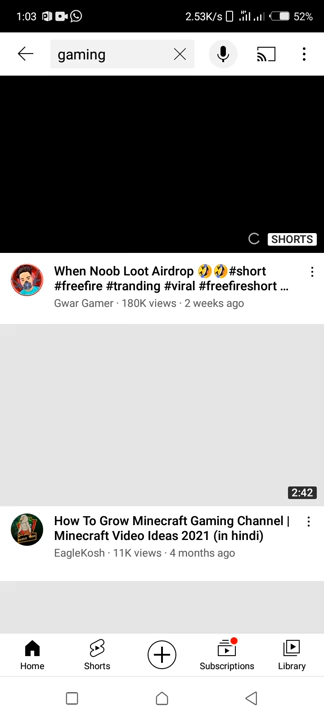 1:03
2.53K/s
52%
gaming
SHORTS
When Noob Loot Airdrop 🤣🤣#short
#freefire #tranding #viral #freefireshort ...
Gwar Gamer · 180K views · 2 weeks ago
2:42
How To Grow Minecraft Gaming Channel |
Minecraft Video Ideas 2021 (in hindi)
EagleKosh · 11K views · 4 months ago
Home
Shorts
Subscriptions
Library